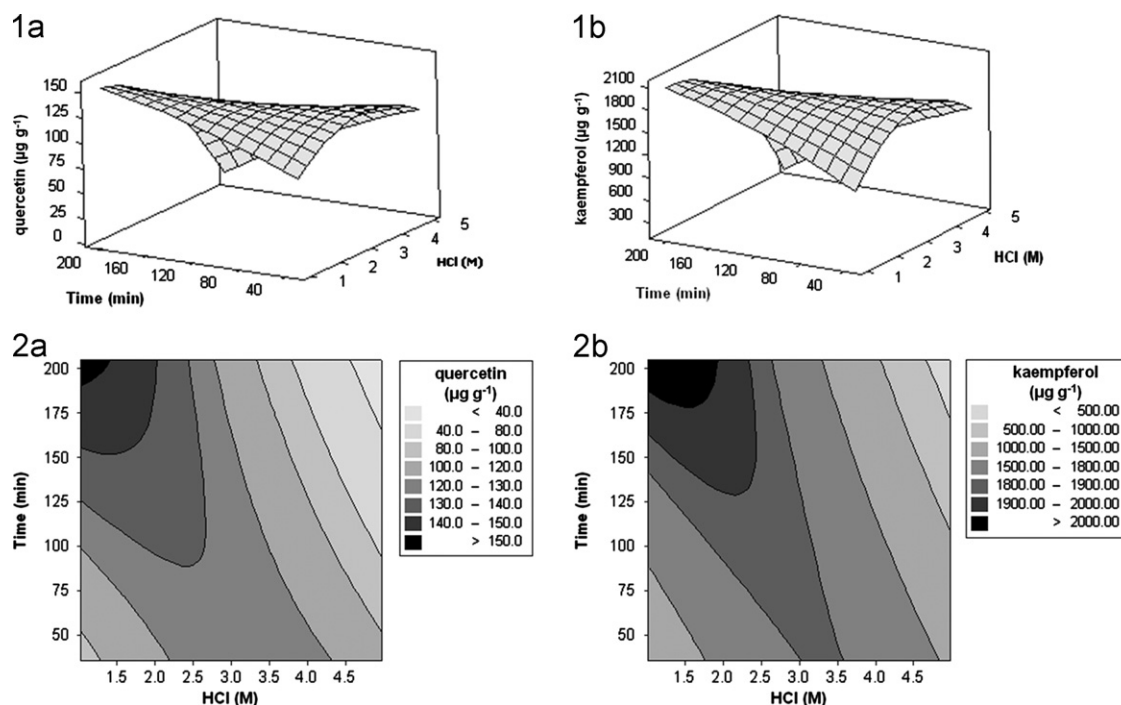 1a
quercetin (µg g⁻¹)
150
125
100
75
50
25
0
200
160
120
80
40
Time (min)
1
2
3
4
5
HCl (M)
1b
kaempferol (µg g⁻¹)
2100
1800
1500
1200
900
600
300
200
160
120
80
40
Time (min)
1
2
3
4
5
HCl (M)
2a
Time (min)
200
175
150
125
100
75
50
1.5 2.0 2.5 3.0 3.5 4.0 4.5
HCl (M)
quercetin
(µg g⁻¹)
< 40.0
40.0 – 80.0
80.0 – 100.0
100.0 – 120.0
120.0 – 130.0
130.0 – 140.0
140.0 – 150.0
> 150.0
2b
Time (min)
200
175
150
125
100
75
50
1.5 2.0 2.5 3.0 3.5 4.0 4.5
HCl (M)
kaempferol
(µg g⁻¹)
< 500.00
500.00 – 1000.00
1000.00 – 1500.00
1500.00 – 1800.00
1800.00 – 1900.00
1900.00 – 2000.00
> 2000.00